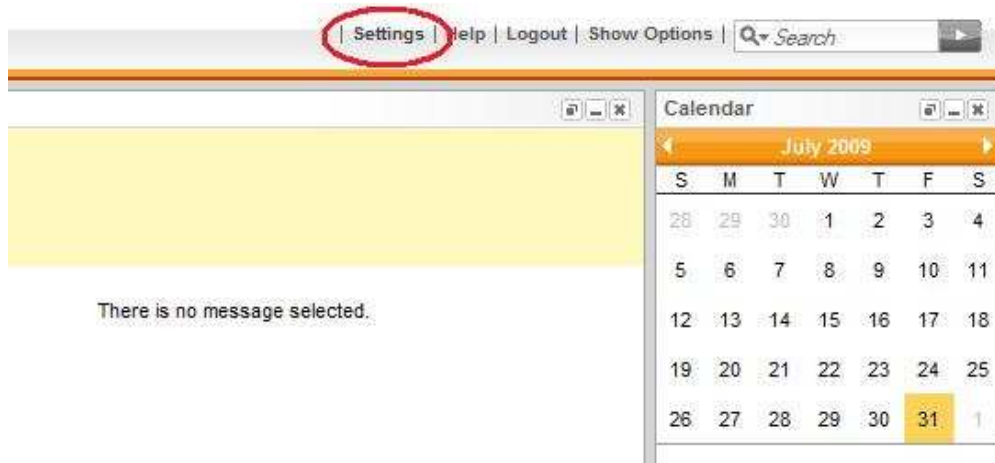 | Settings | Help | Logout | Show Options | Search
Calendar
July 2009
S M T W T F S
28 29 30 1 2 3 4
5 6 7 8 9 10 11
There is no message selected.
12 13 14 15 16 17 18
19 20 21 22 23 24 25
26 27 28 29 30 31 1